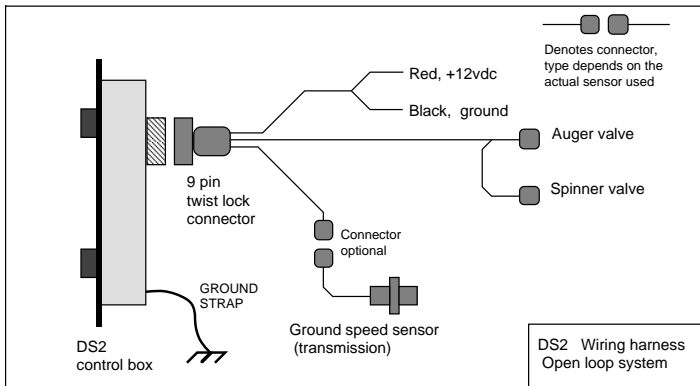 Denotes connector,
type depends on the
actual sensor used
Red, +12vdc
Black, ground
Auger valve
Spinner valve
9 pin
twist lock
connector
Connector
optional
GROUND
STRAP
Ground speed sensor
(transmission)
DS2
control box
DS2 Wiring harness
Open loop system